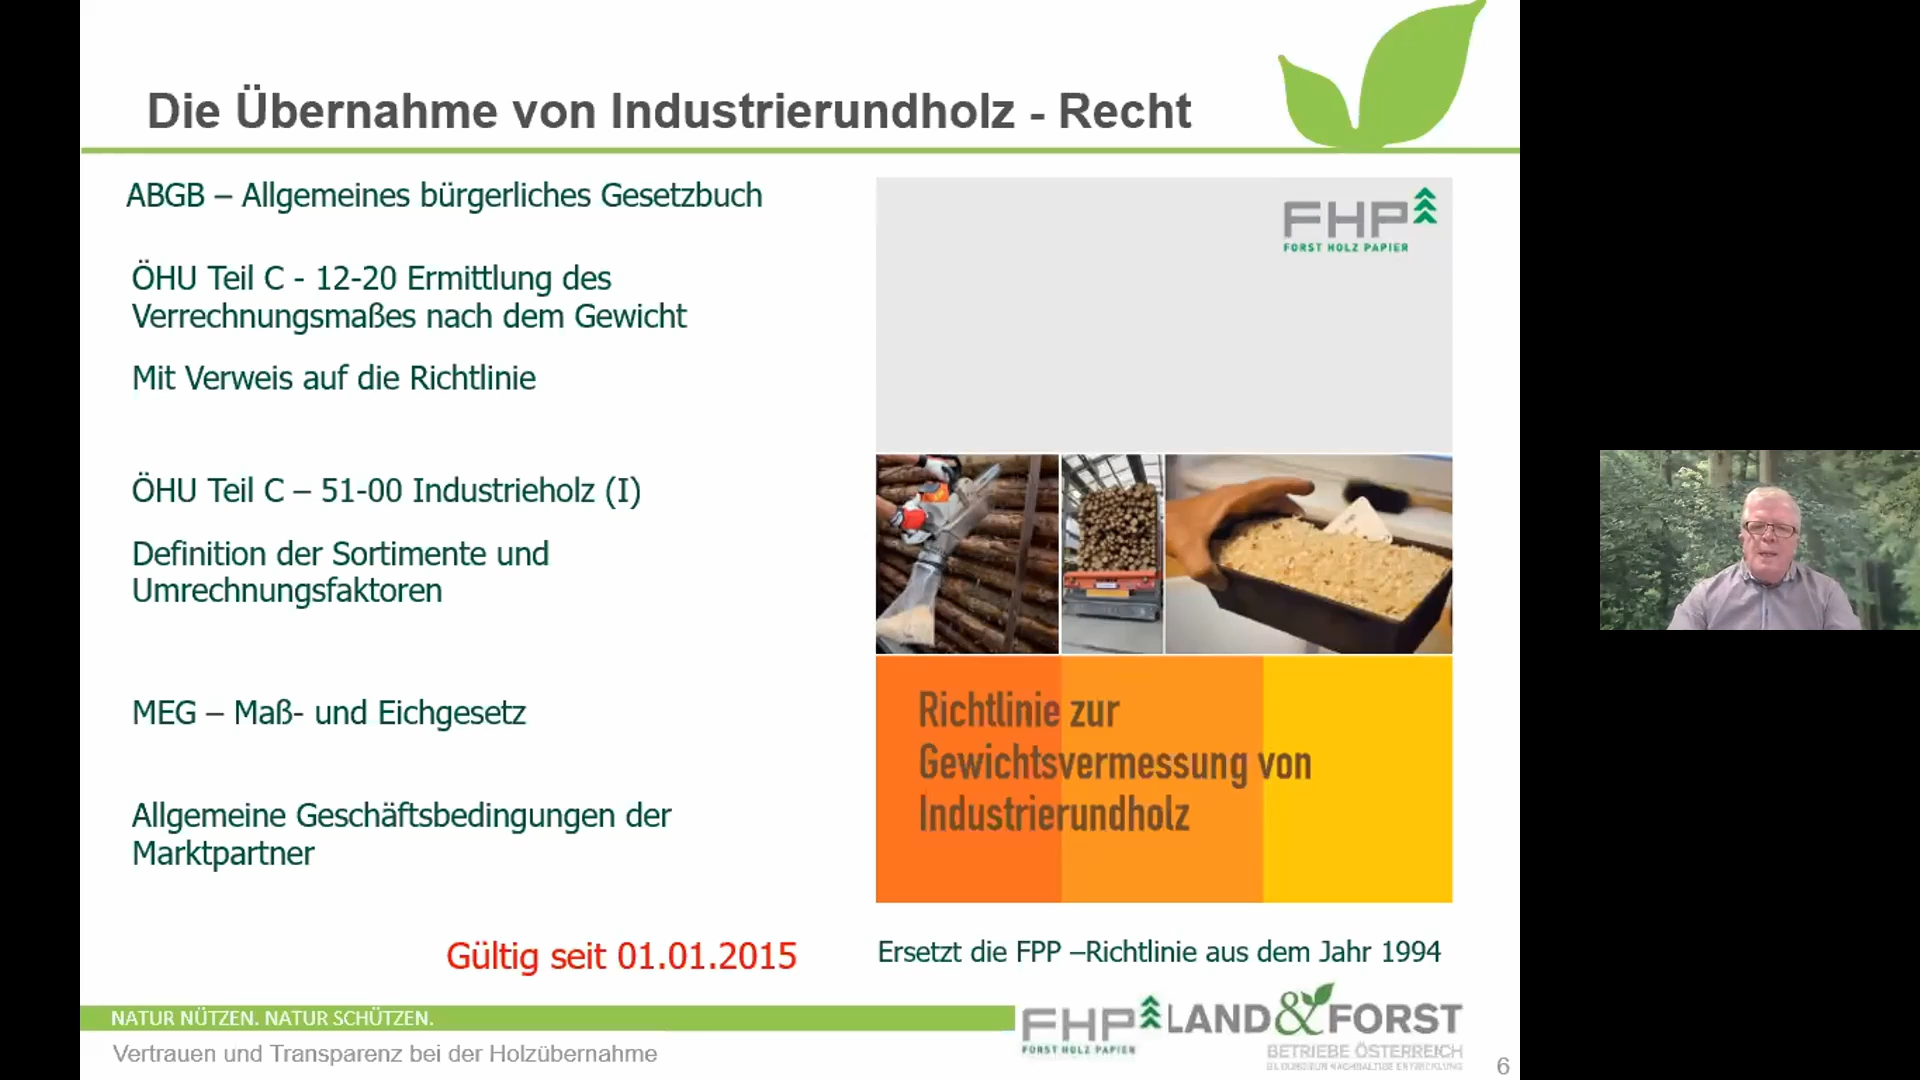 Die Übernahme von Industrierundholz - Recht
ABGB – Allgemeines bürgerliches Gesetzbuch
ÖHU Teil C - 12-20 Ermittlung des
Verrechnungsmaßes nach dem Gewicht
Mit Verweis auf die Richtlinie
ÖHU Teil C – 51-00 Industrieholz (I)
Definition der Sortimente und
Umrechnungsfaktoren
MEG – Maß- und Eichgesetz
Allgemeine Geschäftsbedingungen der
Marktpartner
Gültig seit 01.01.2015
FHP
FORST HOLZ PAPIER
Richtlinie zur
Gewichtsvermessung von
Industrierundholz
Ersetzt die FPP –Richtlinie aus dem Jahr 1994
NATUR NÜTZEN. NATUR SCHÜTZEN.
Vertrauen und Transparenz bei der Holzübernahme
FHP
FORST HOLZ PAPIER
LAND&FORST
BETRIEBE ÖSTERREICH
6